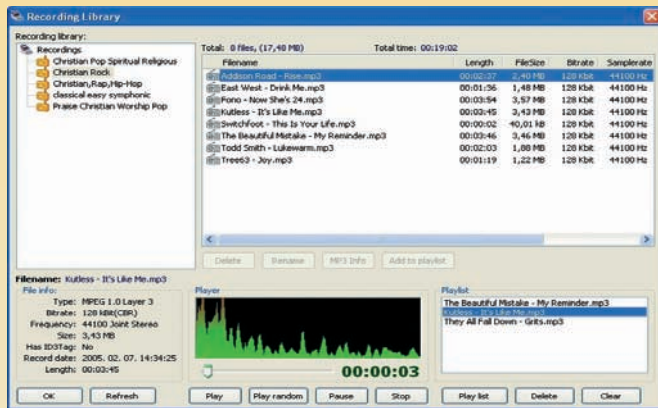 Recording Library
Recording library:
Recordings
Christian Pop Spiritual Religious
Christian Rock
Christian,Rap,Hip-Hop
classical easy symphonic
Praise Christian Worship Pop
Total: 8 files, (17,48 MB) Total time: 00:19:02
Filename Length FileSize Bitrate Samplerate
Addison Road - Rise.mp3 00:02:37 2,40 MB 128 Kbit 44100 Hz
East West - Drink Me.mp3 00:01:36 1,48 MB 128 Kbit 44100 Hz
Fono - Now She's 24.mp3 00:03:54 3,57 MB 128 Kbit 44100 Hz
Kutless - It's Like Me.mp3 00:03:45 3,43 MB 128 Kbit 44100 Hz
Switchfoot - This Is Your Life.mp3 00:00:02 40,01 kB 128 Kbit 44100 Hz
The Beautiful Mistake - My Reminder.mp3 00:03:46 3,46 MB 128 Kbit 44100 Hz
Todd Smith - Lukewarm.mp3 00:02:03 1,88 MB 128 Kbit 44100 Hz
Tree63 - Joy.mp3 00:01:19 1,22 MB 128 Kbit 44100 Hz
Delete Rename MP3 Info Add to playlist
Filename: Kutless - It's Like Me.mp3
File info:
Type: MPEG 1.0 Layer 3
Bitrate: 128 kBit(CBR)
Frequency: 44100 Joint Stereo
Size: 3,43 MB
Has ID3Tag: No
Record date: 2005. 02. 07. 14:34:25
Length: 00:03:45
OK Refresh
Player
00:00:03
Play Play random Pause Stop
Playlist
The Beautiful Mistake - My Reminder.mp3
Kutless - It's Like Me.mp3
They All Fall Down - Grits.mp3
Play list Delete Clear